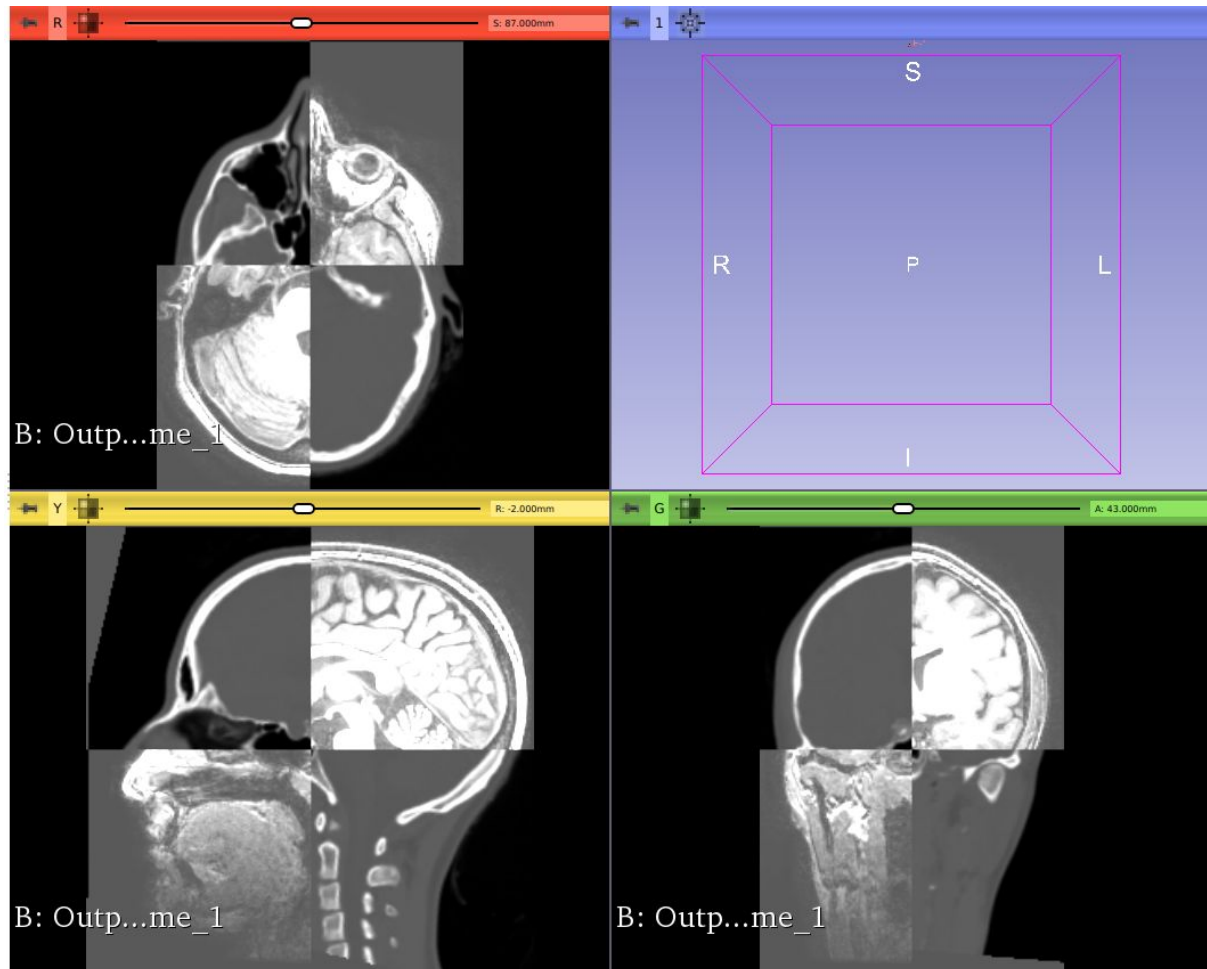 R
S: 87.000mm
1
S
R
P
L
I
B: Outp...me_1
Y
R: -2.000mm
G
A: 43.000mm
B: Outp...me_1
B: Outp...me_1